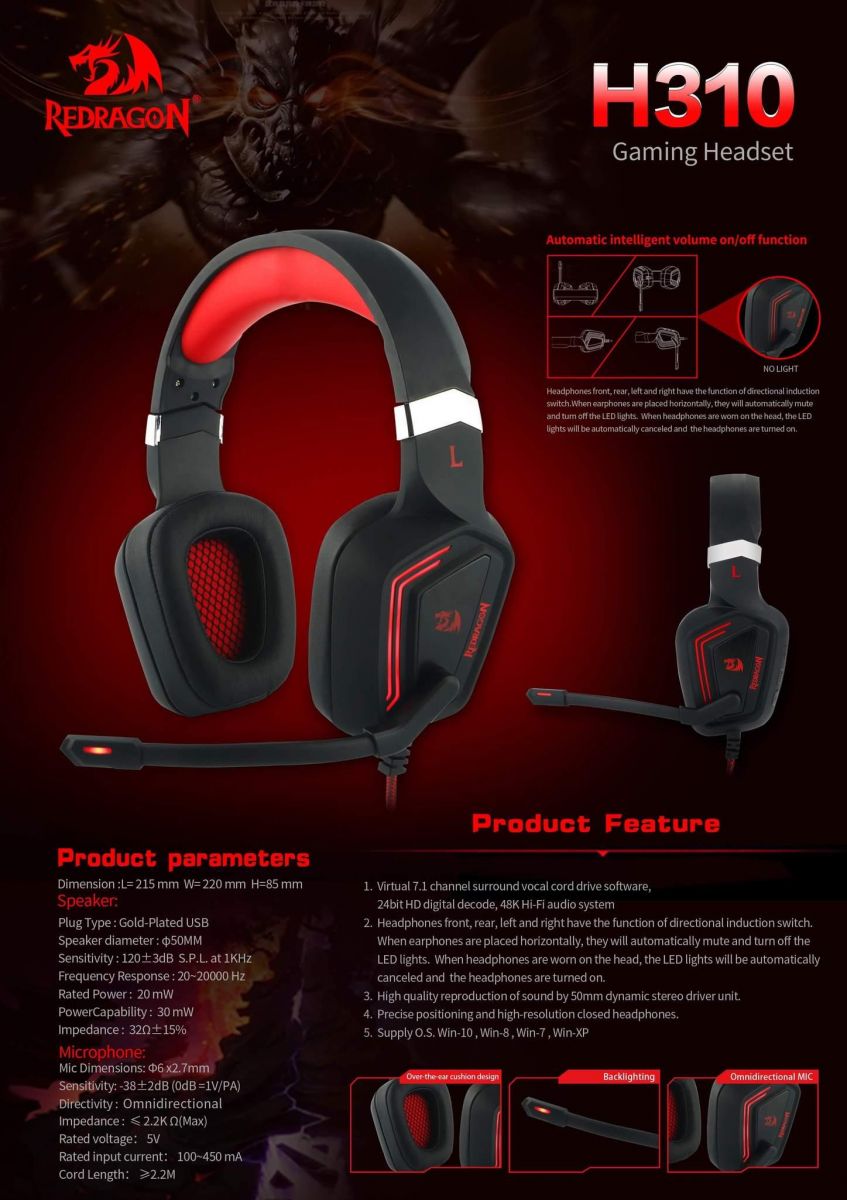 REDRAGON®
H310
Gaming Headset
Automatic intelligent volume on/off function
NO LIGHT
Headphones front, rear, left and right have the function of directional induction
switch.When earphones are placed horizontally, they will automatically mute
and turn off the LED lights. When headphones are worn on the head, the LED
lights will be automatically canceled and the headphones are turned on.
L
REDRAGON
L
REDRAGON
Product Feature
1. Virtual 7.1 channel surround vocal cord drive software,
24bit HD digital decode, 48K Hi-Fi audio system
2. Headphones front, rear, left and right have the function of directional induction switch.
When earphones are placed horizontally, they will automatically mute and turn off the
LED lights. When headphones are worn on the head, the LED lights will be automatically
canceled and the headphones are turned on.
3. High quality reproduction of sound by 50mm dynamic stereo driver unit.
4. Precise positioning and high-resolution closed headphones.
5. Supply O.S. Win-10 , Win-8 , Win-7 , Win-XP
Product parameters
Dimension :L= 215 mm W= 220 mm H=85 mm
Speaker:
Plug Type : Gold-Plated USB
Speaker diameter : φ50MM
Sensitivity : 120±3dB S.P.L. at 1KHz
Frequency Response : 20~20000 Hz
Rated Power : 20 mW
PowerCapability : 30 mW
Impedance : 32Ω±15%
Microphone:
Mic Dimensions: Φ6 x2.7mm
Sensitivity: -38±2dB (0dB =1V/PA)
Directivity : Omnidirectional
Impedance : ≤ 2.2K Ω(Max)
Rated voltage： 5V
Rated input current： 100~450 mA
Cord Length： ≥2.2M
Over-the-ear cushion design
Backlighting
Omnidirectional MIC
REDRAGON